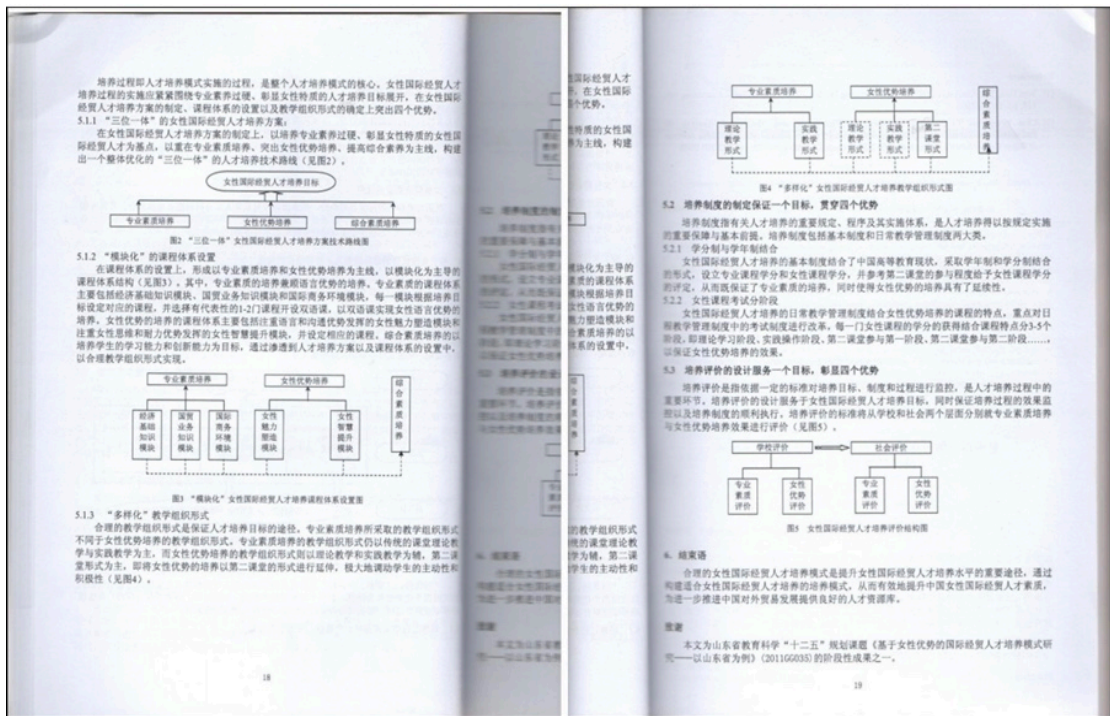 培养过程即人才培养模式实施的过程，是整个人才培养模式的核心。女性国际经贸人才
培养过程的实施应紧紧围绕专业素养过硬、彰显女性特质的人才目标展开，在女性国际
经贸人才培养方案的制定、课程体系的设置以及教学组织形式的确定上突出四个优势。
5.1.1 “三位一体”的女性国际经贸人才培养方案：
在女性国际经贸人才培养方案的制定上，以培养专业素养过硬、彰显女性特质的女性国
际经贸人才为基点，以重在专业素质培养、突出女性优势培养、提高综合素养为主线，构建
出一个整体优化的“三位一体”的人才培养技术路线（见图2）。
女性国际经贸人才培养目标
专业素质培养 女性优势培养 综合素质培养
图2 “三位一体”女性国际经贸人才培养方案技术路线图
5.1.2 “模块化”的课程体系设置
在课程体系的设置上，形成以专业素质培养和女性优势培养为主线，以模块化为主导的
课程体系结构（见图3）。其中，专业素质的培养兼顾语言优势的培养。专业素质的课程体系
主要包括经济基础知识模块、国贸业务知识模块和国际商务环境模块，每一模块根据培养目
标设定对应的课程，并选择有代表性的1-2门课程开设双语课，以双语课实现女性语言优势的
培养。女性优势的培养的课程体系主要包括注重语言和沟通优势发挥的女性魅力塑造模块和
注重女性思维和耐力优势发挥的女性智慧提升模块，并设定相应的课程。综合素质培养的以
培养学生的学习能力和创新能力为目标，通过渗透到人才培养方案以及课程体系的设置中，
以合理教学组织形式实现。
专业素质培养 女性优势培养 综合素质培养
经济基础知识模块 国贸业务知识模块 国际商务环境模块 女性魅力塑造模块 女性智慧提升模块
图3 “模块化”女性国际经贸人才培养课程体系设置图
5.1.3 “多样化”教学组织形式
合理的教学组织形式是保证人才培养目标的途径。专业素质培养所采取的教学组织形式
不同于女性优势培养的教学组织形式。专业素质培养的教学组织形式仍以传统的课堂理论教
学与实践教学为主，而女性优势培养的教学组织形式则以理论教学和实践教学为辅，第二课
堂形式为主，即将女性优势的培养以第二课堂的形式进行延伸，极大地调动学生的主动性和
积极性（见图4）。
18
专业素质培养 女性优势培养 综合素质培养
理论教学形式 实践教学形式 理论教学形式 实践教学形式 第二课堂形式
图4 “多样化”女性国际经贸人才培养教学组织形式图
5.2 培养制度的制定保证一个目标，贯穿四个优势
培养制度指有关人才培养的重要规定、程序及其实施体系，是人才培养得以按规定实施
的重要保障与基本前提。培养制度包括基本制度和日常教学管理制度两大类。
5.2.1 学分制与学年制结合
女性国际经贸人才培养的基本制度结合了中国高等教育现状，采取学年制和学分制结合
的形式，设立专业课程学分和女性课程学分，并参考第二课堂的参与程度给予女性课程学分
的评定，从而既保证了专业素质的培养，同时使得女性优势的培养具有了延续性。
5.2.2 女性课程考试分阶段
女性国际经贸人才培养的日常教学管理制度结合女性优势培养的课程的特点，重点对日
程教学管理制度中的考试制度进行改革，每一门女性课程的学分的获得结合课程特点分3-5个
阶段，即理论学习阶段、实践操作阶段、第二课堂参与第一阶段、第二课堂参与第二阶段……，
以保证女性优势培养的效果。
5.3 培养评价的设计服务一个目标，彰显四个优势
培养评价是指依据一定的标准对培养目标、制度和过程进行监控，是人才培养过程中的
重要环节。培养评价的设计服务于女性优势人才培养目标，同时保证培养过程的效果监
控以及培养制度的顺利执行。培养评价的标准将从学校和社会两个层面分别就专业素质培养
与女性优势培养效果进行评价（见图5）。
学校评价 社会评价
专业素质评价 女性优势评价 专业素质评价 女性优势评价
图5 女性国际经贸人才培养评价结构图
6. 结束语
合理的女性国际经贸人才培养模式是提升女性国际经贸人才培养水平的重要途径，通过
构建适合女性国际经贸人才培养的培养模式，从而有效地提升中国女性国际经贸人才素质，
为进一步推进中国对外贸易发展提供良好的人才资源库。
致谢
本文为山东省教育科学“十二五”规划课题《基于女性优势的国际经贸人才培养模式研
究——以山东省为例》(2011GG035)的阶段性成果之一。
19